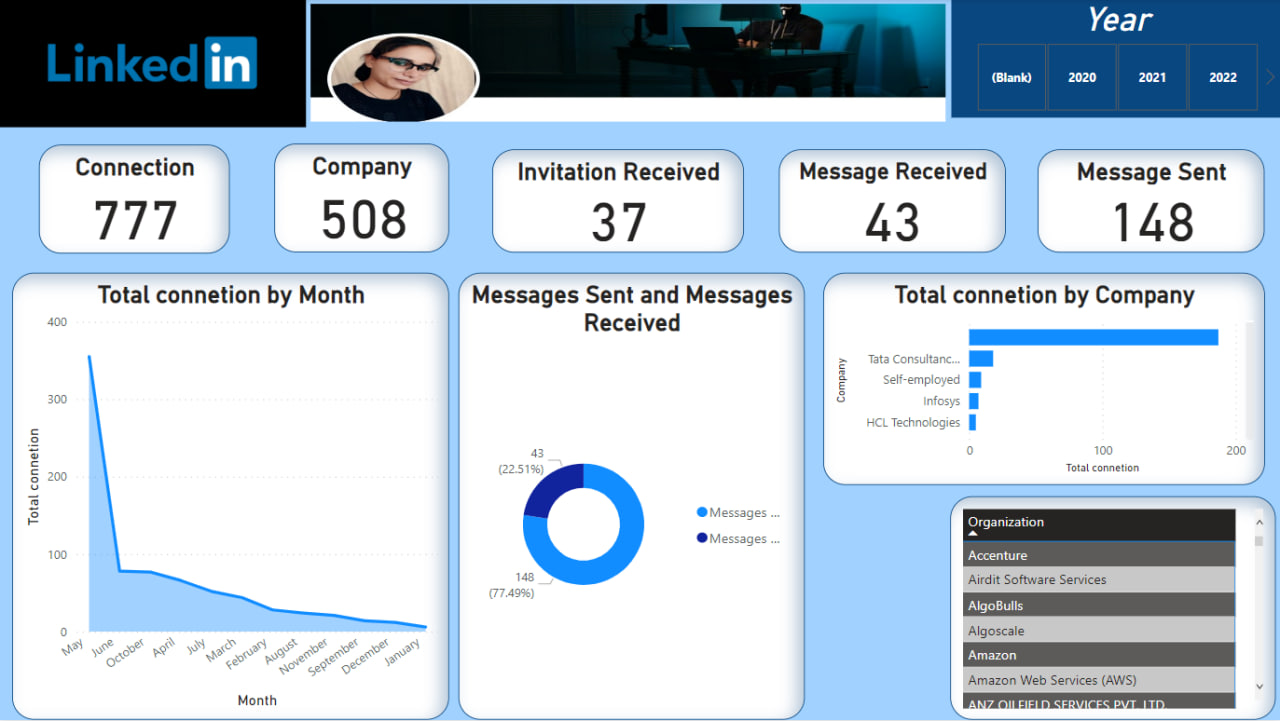 Linked in
Year
(Blank)
2020
2021
2022
Connection
777
Company
508
Invitation Received
37
Message Received
43
Message Sent
148
Total connetion by Month
400
300
200
100
0
Total connetion
May
June
October
April
July
March
February
August
November
September
December
January
Month
Messages Sent and Messages
Received
43
(22.51%)
148
(77.49%)
Messages ...
Messages ...
Total connetion by Company
Company
Tata Consultanc...
Self-employed
Infosys
HCL Technologies
0
100
200
Total connetion
Organization
Accenture
Airdit Software Services
AlgoBulls
Algoscale
Amazon
Amazon Web Services (AWS)
ANZ OILFIELD SERVICES PVT. LTD.